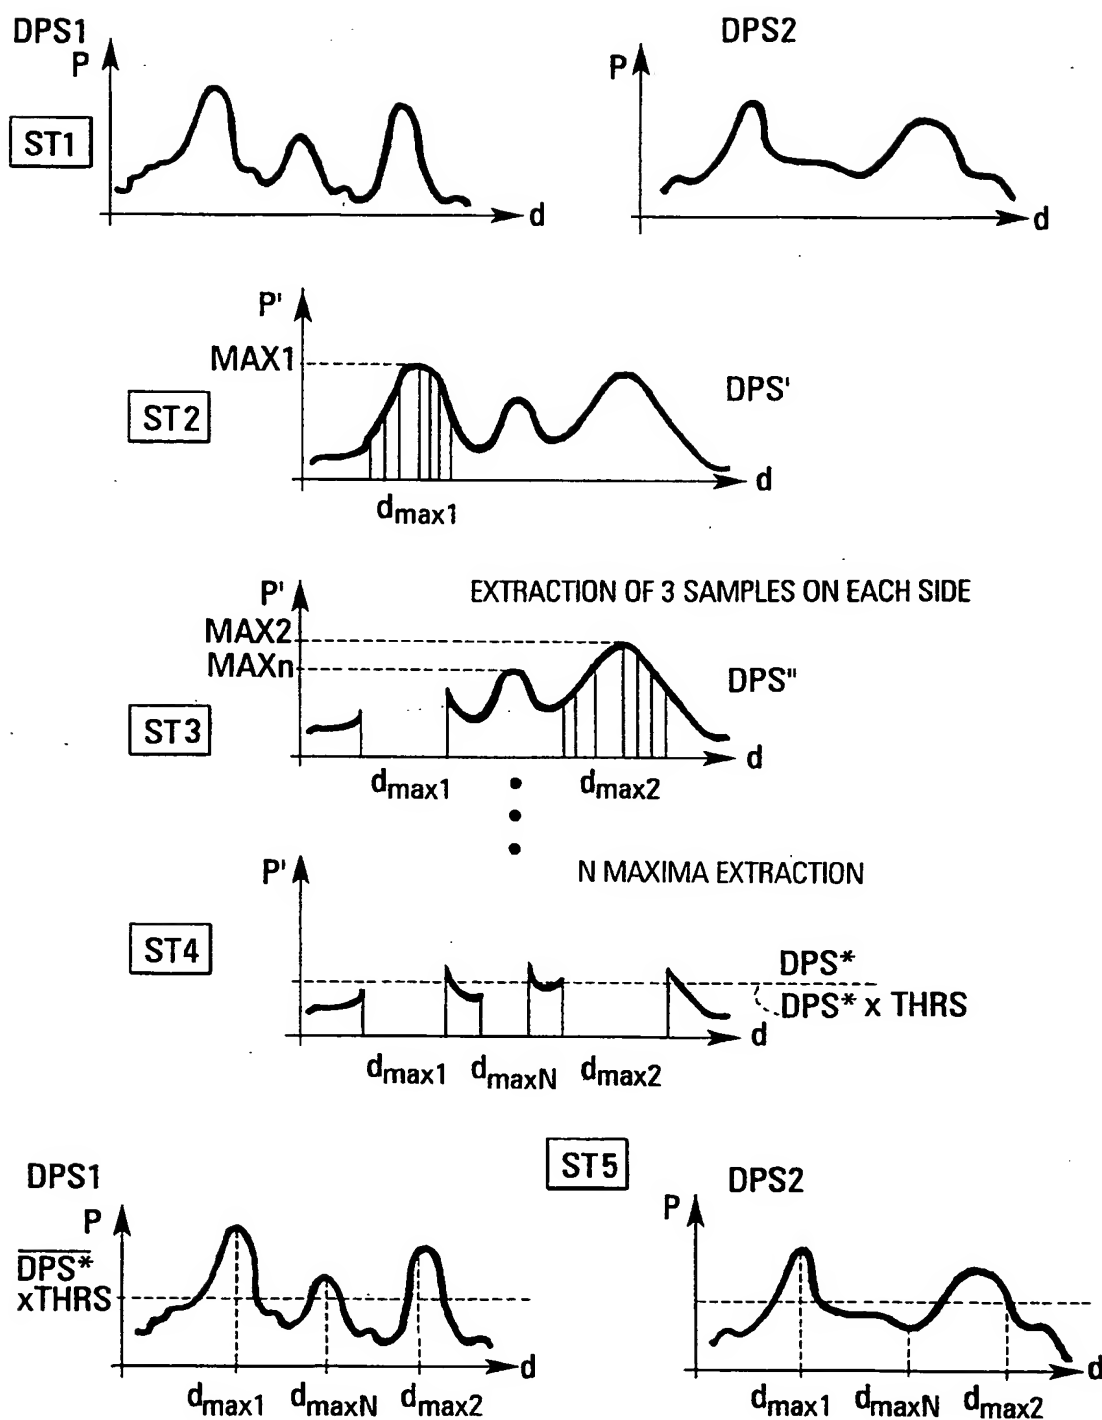 DPS1
P
ST1
d
DPS2
P
d
P'
MAX1
ST2
DPS'
d
dmax1
P'
EXTRACTION OF 3 SAMPLES ON EACH SIDE
MAX2
MAXn
DPS"
ST3
d
dmax1
dmax2
P'
N MAXIMA EXTRACTION
ST4
DPS*
DPS* x THRS
d
dmax1
dmaxN
dmax2
ST5
DPS1
P
DPS*
xTHRS
d
dmax1
dmaxN
dmax2
DPS2
P
d
dmax1
dmaxN
dmax2